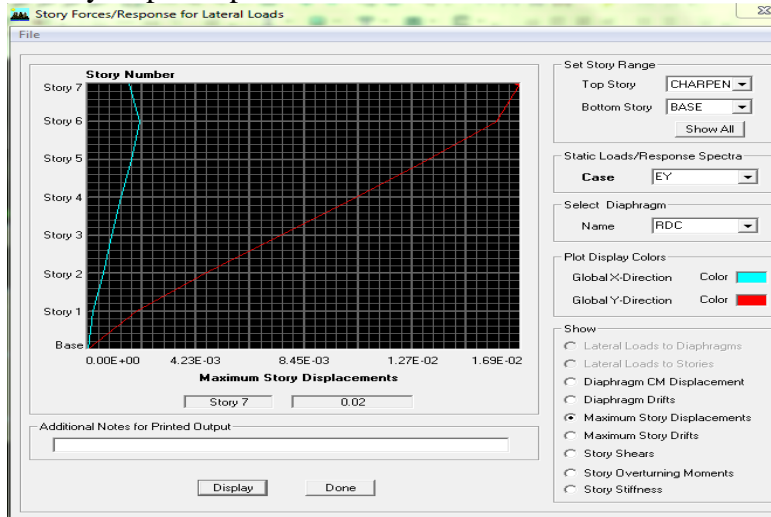 Story Forces/Response for Lateral Loads
File
Story Number
Story 7
Story 6
Story 5
Story 4
Story 3
Story 2
Story 1
Base
0.00E+00 4.23E-03 8.45E-03 1.27E-02 1.69E-02
Maximum Story Displacements
Story 7 0.02
Additional Notes for Printed Output
Display Done
Set Story Range
Top Story CHARPEN
Bottom Story BASE
Show All
Static Loads/Response Spectra
Case EY
Select Diaphragm
Name RDC
Plot Display Colors
Global X-Direction Color
Global Y-Direction Color
Show
Lateral Loads to Diaphragms
Lateral Loads to Stories
Diaphragm CM Displacement
Diaphragm Drifts
Maximum Story Displacements
Maximum Story Drifts
Story Shears
Story Overturning Moments
Story Stiffness